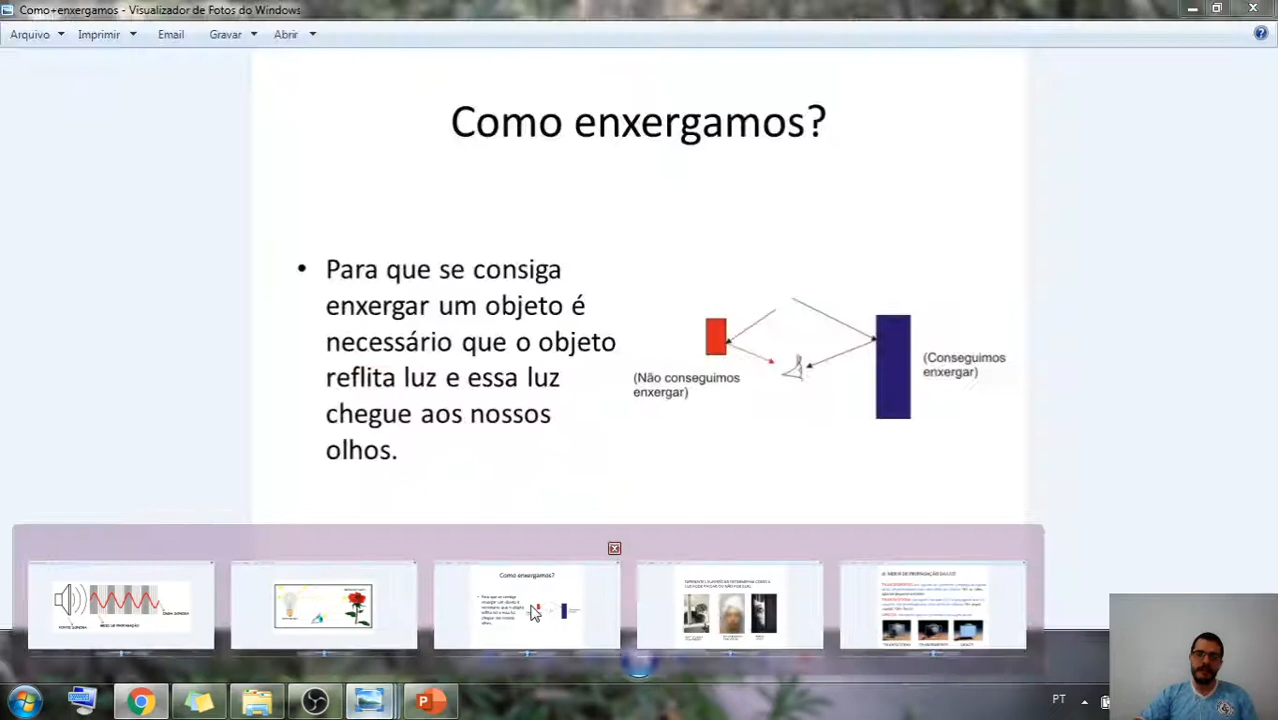 Como+enxergamos - Visualizador de Fotos do Windows
Arquivo Imprimir Email Gravar Abrir
Como enxergamos?
• Para que se consiga
enxergar um objeto é
necessário que o objeto
reflita luz e essa luz
chegue aos nossos
olhos.
(Não conseguimos
enxergar)
(Conseguimos
enxergar)
Como enxergamos?
PT